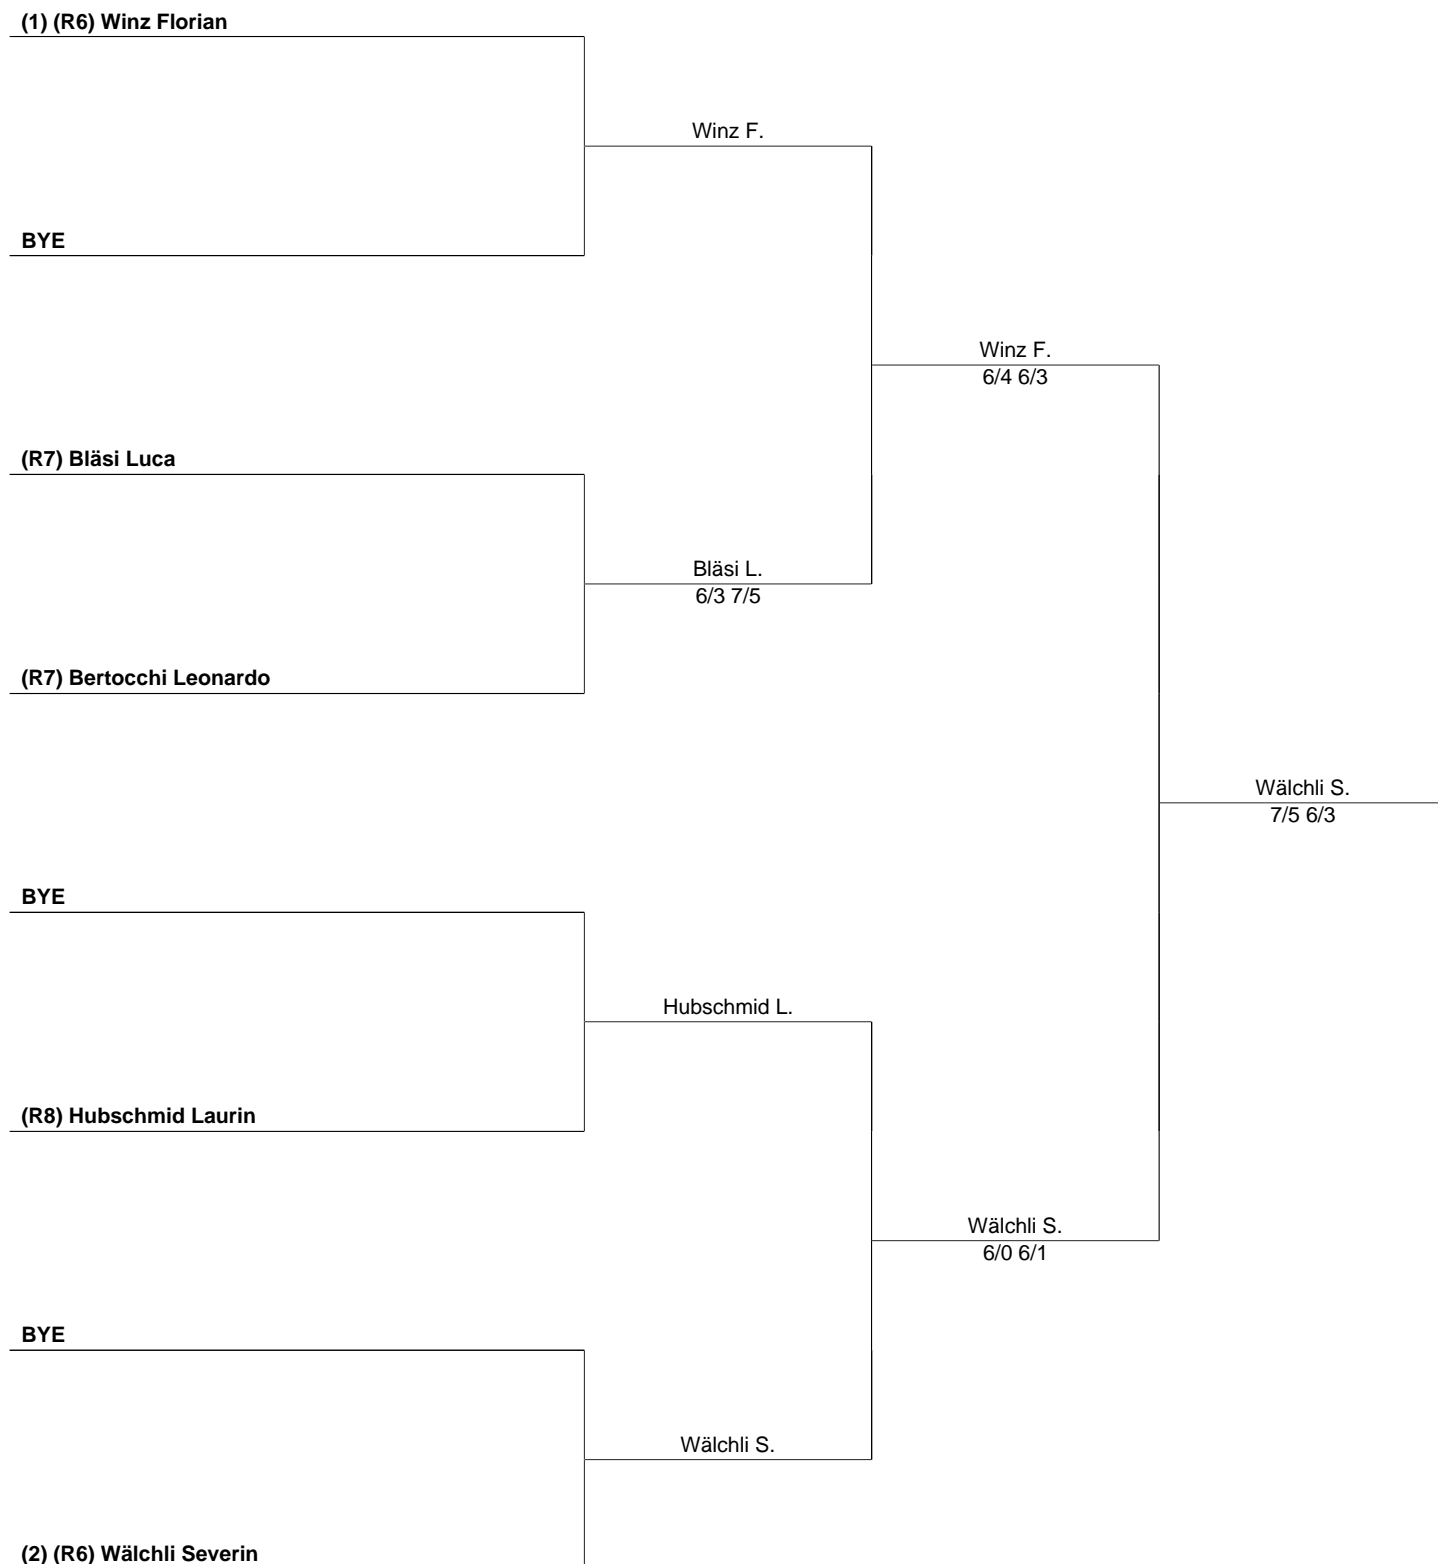 (1) (R6) Winz Florian
Winz F.
BYE
Winz F.
6/4 6/3
(R7) Bläsi Luca
Bläsi L.
6/3 7/5
(R7) Bertocchi Leonardo
Wälchli S.
7/5 6/3
BYE
Hubschmid L.
(R8) Hubschmid Laurin
Wälchli S.
6/0 6/1
BYE
Wälchli S.
(2) (R6) Wälchli Severin